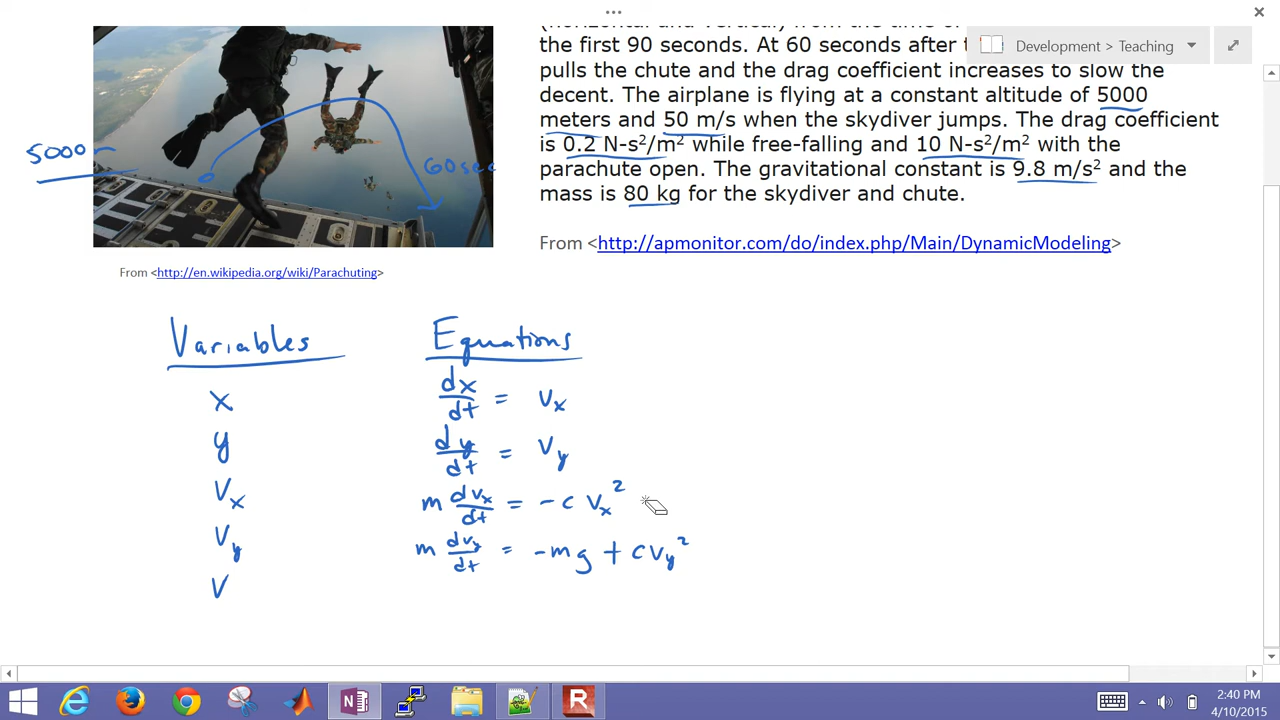 the first 90 seconds. At 60 seconds after
Development > Teaching
pulls the chute and the drag coefficient increases to slow the
decent. The airplane is flying at a constant altitude of 5000
meters and 50 m/s when the skydiver jumps. The drag coefficient
is 0.2 N-s²/m² while free-falling and 10 N-s²/m² with the
parachute open. The gravitational constant is 9.8 m/s² and the
mass is 80 kg for the skydiver and chute.
5000m
60sec
From <http://apmonitor.com/do/index.php/Main/DynamicModeling>
From <http://en.wikipedia.org/wiki/Parachuting>
Variables
x
y
Vx
Vy
V
Equations
dx/dt = vx
dy/dt = vy
m dvx/dt = -c vx²
m dvy/dt = -mg + cvy²
2:40 PM
4/10/2015